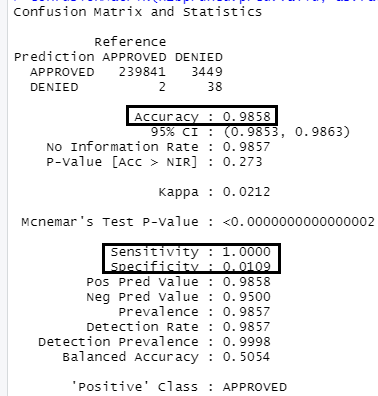 Confusion Matrix and Statistics
Reference
Prediction APPROVED DENIED
APPROVED 239841 3449
DENIED 2 38
Accuracy : 0.9858
95% CI : (0.9853, 0.9863)
No Information Rate : 0.9857
P-Value [Acc > NIR] : 0.273
Kappa : 0.0212
Mcnemar's Test P-Value : <0.0000000000000002
Sensitivity : 1.0000
Specificity : 0.0109
Pos Pred Value : 0.9858
Neg Pred Value : 0.9500
Prevalence : 0.9857
Detection Rate : 0.9857
Detection Prevalence : 0.9998
Balanced Accuracy : 0.5054
'Positive' Class : APPROVED